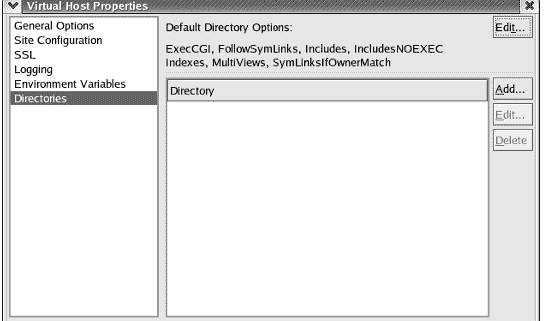 Virtual Host Properties
General Options
Site Configuration
SSL
Logging
Environment Variables
Directories
Default Directory Options:
Edit...
ExecCGI, FollowSymLinks, Includes, IncludesNOEXEC
Indexes, MultiViews, SymLinksIfOwnerMatch
Directory
Add...
Edit...
Delete